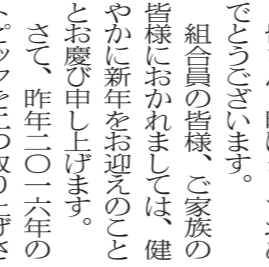 でとうございます。
組合員の皆様、ご家族の
皆様におかれましては、健
やかに新年をお迎えのこと
とお慶び申し上げます。
さて、昨年二〇一六年の